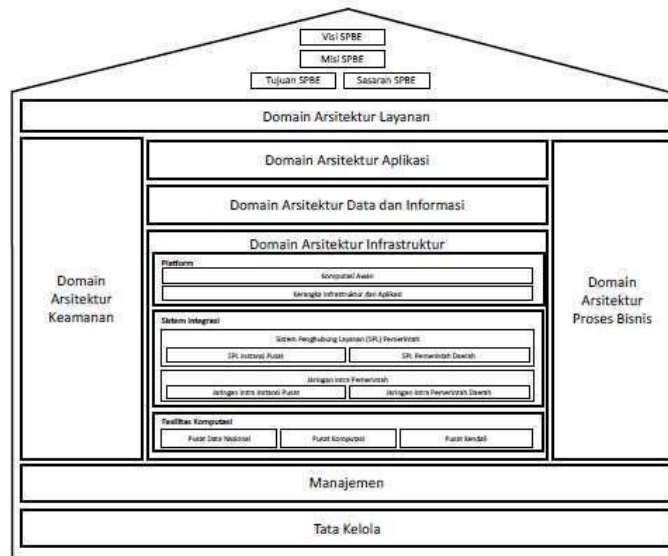 Visi SPBE
Misi SPBE
Tujuan SPBE
Sasaran SPBE
Domain Arsitektur Layanan
Domain Arsitektur Aplikasi
Domain Arsitektur Data dan Informasi
Domain Arsitektur Infrastruktur
Platform
Komputasi Awan
Kerangka Infrastruktur dan Aplikasi
Sistem Integrasi
Sistem Penghubung Layanan (SPL) Pemerintah
SPL Instansi Pusat
SPL Pemerintah Daerah
Jaringan Intra Pemerintah
Jaringan Intra Instansi Pusat
Jaringan Intra Pemerintah Daerah
Fasilitas Komputasi
Pusat Data Nasional
Pusat Komputasi
Pusat Kendali
Domain
Arsitektur
Keamanan
Domain
Arsitektur
Proses Bisnis
Manajemen
Tata Kelola